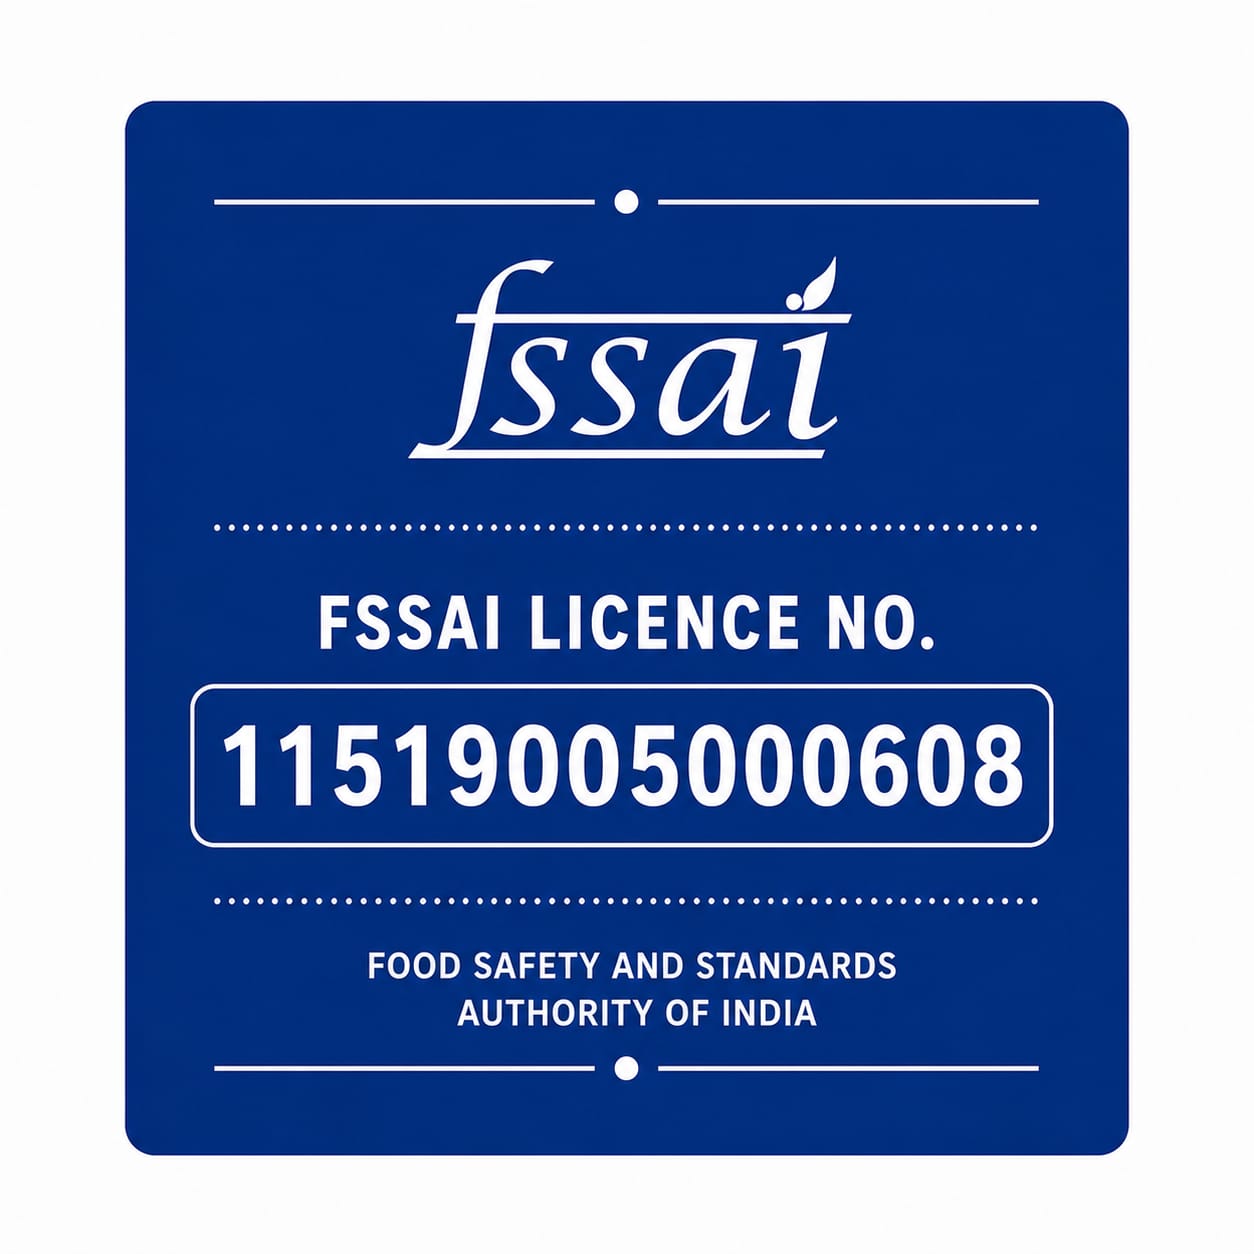 fssai
FSSAI LICENCE NO.
11519005000608
FOOD SAFETY AND STANDARDS
AUTHORITY OF INDIA